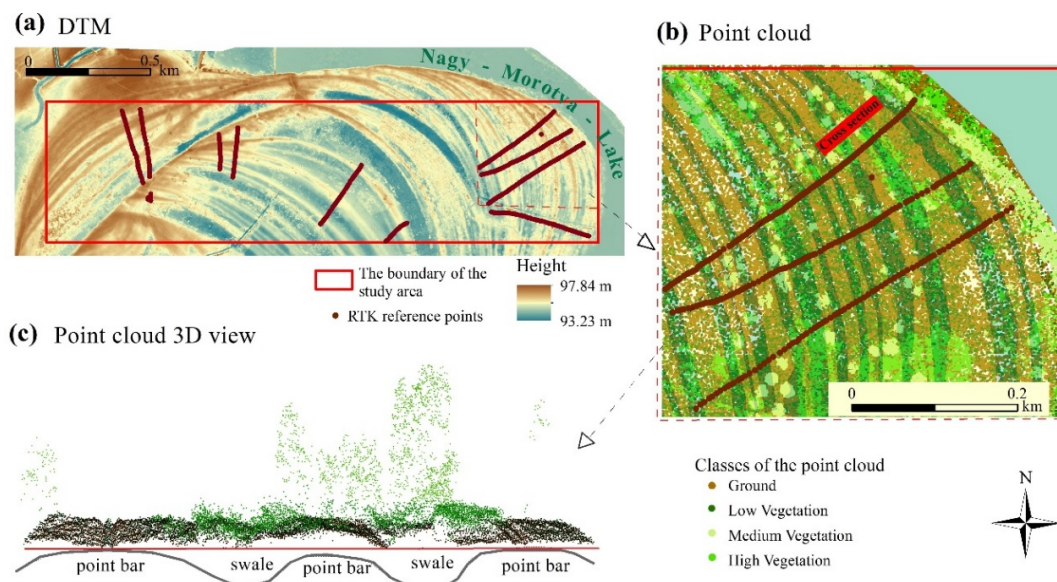 (a) DTM
0 0.5
km
Nagy - Morotva - Lake
The boundary of the
study area
RTK reference points
Height
97.84 m
93.23 m
(b) Point cloud
Cross section
0 0.2
km
(c) Point cloud 3D view
point bar swale point bar swale point bar
Classes of the point cloud
Ground
Low Vegetation
Medium Vegetation
High Vegetation
N